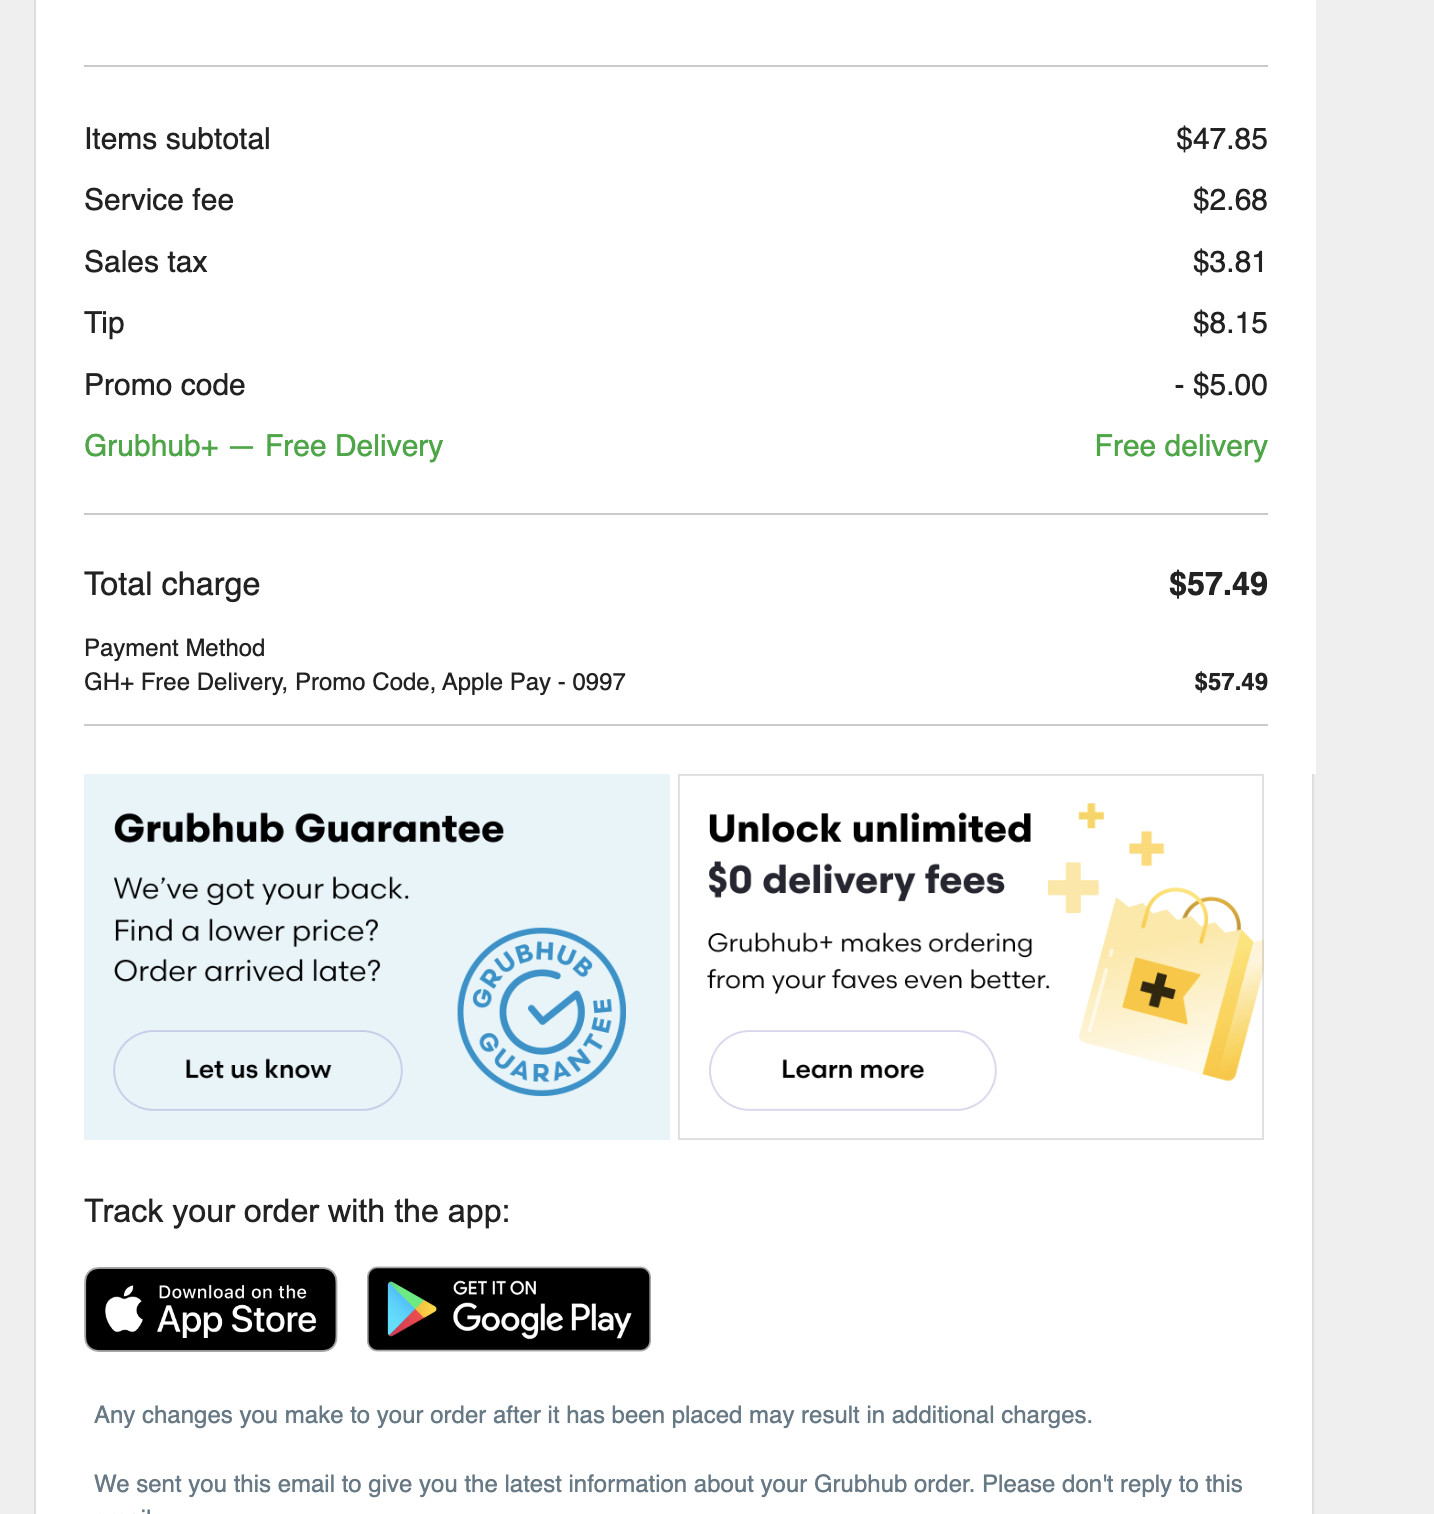 Items subtotal $47.85
Service fee $2.68
Sales tax $3.81
Tip $8.15
Promo code - $5.00
Grubhub+ — Free Delivery Free delivery
Total charge $57.49
Payment Method
GH+ Free Delivery, Promo Code, Apple Pay - 0997 $57.49
Grubhub Guarantee
We've got your back.
Find a lower price?
Order arrived late?
Let us know
GRUBHUB GUARANTEE
Unlock unlimited
$0 delivery fees
Grubhub+ makes ordering
from your faves even better.
Learn more
Track your order with the app:
Download on the
App Store
GET IT ON
Google Play
Any changes you make to your order after it has been placed may result in additional charges.
We sent you this email to give you the latest information about your Grubhub order. Please don't reply to this